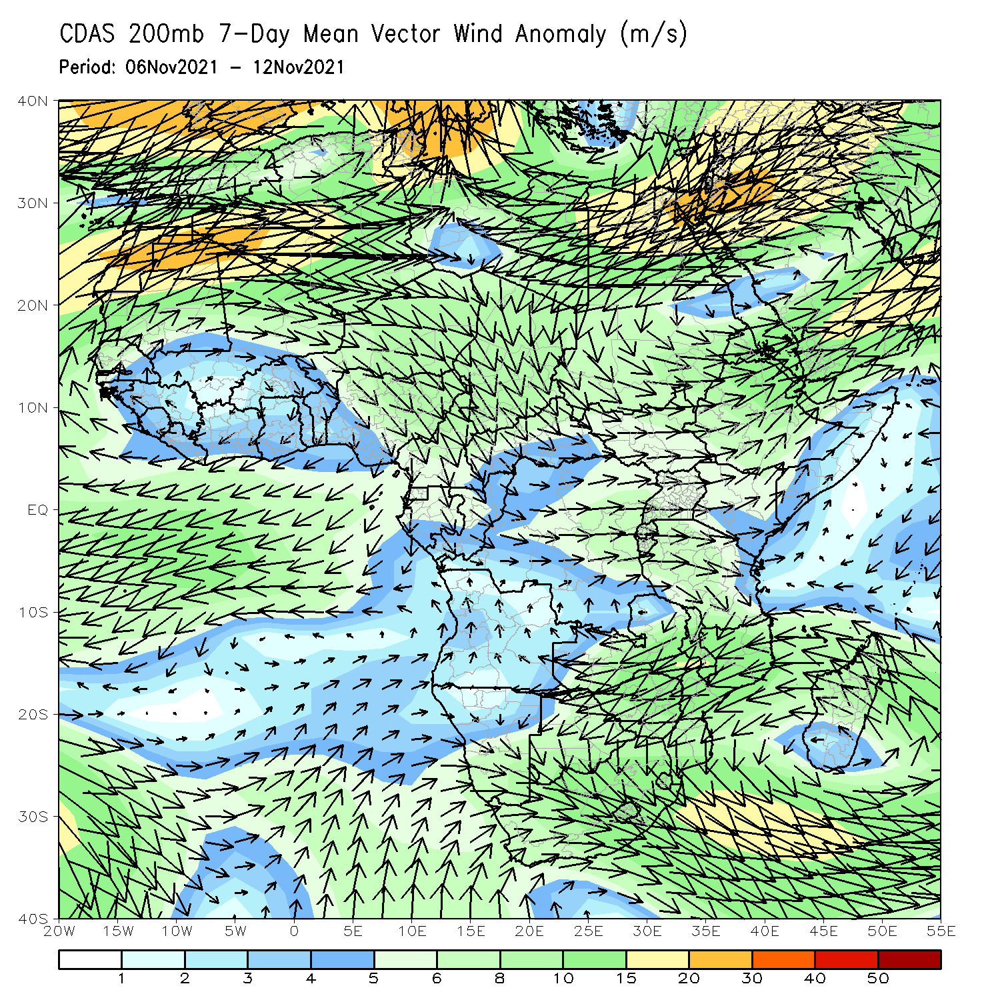 CDAS 200mb 7-Day Mean Vector Wind Anomaly (m/s)
Period: 06Nov2021 - 12Nov2021
40N
30N
20N
10N
EQ
10S
20S
30S
40S
20W 15W 10W 5W 0 5E 10E 15E 20E 25E 30E 35E 40E 45E 50E 55E
1 2 3 4 5 6 8 10 15 20 30 40 50